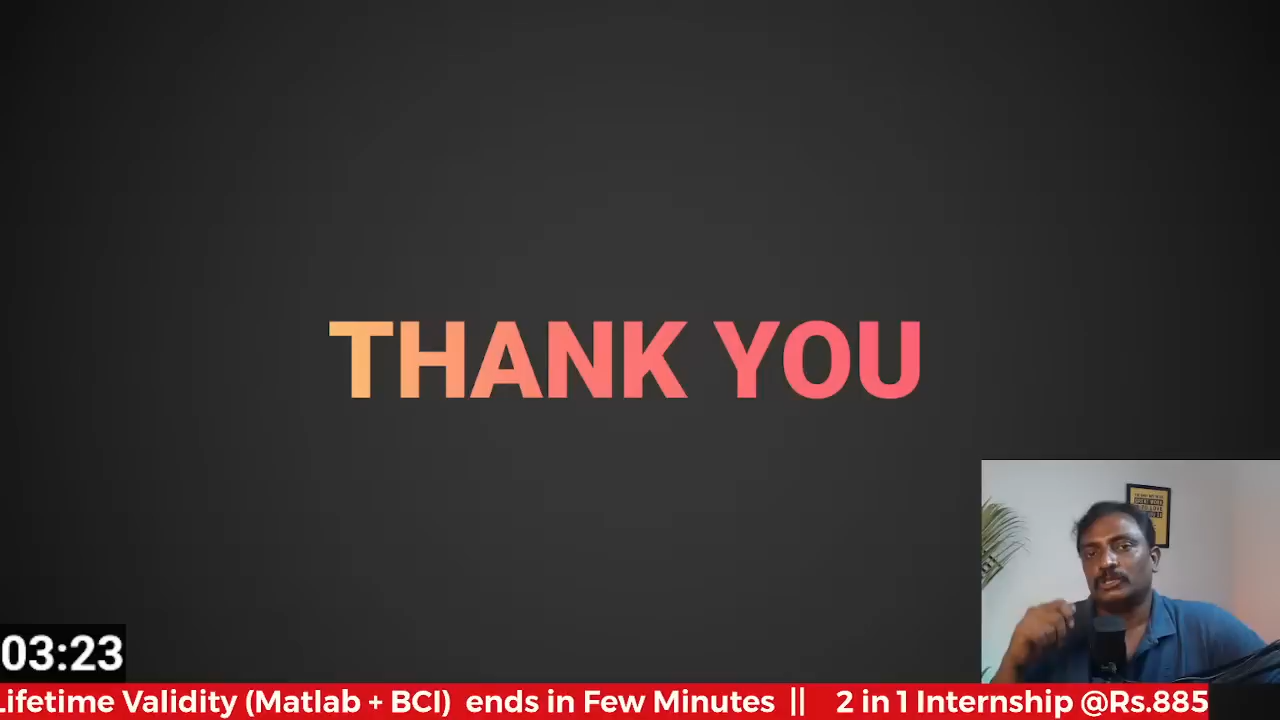 THANK YOU
03:23
Lifetime Validity (Matlab + BCI) ends in Few Minutes || 2 in 1 Internship @Rs.885